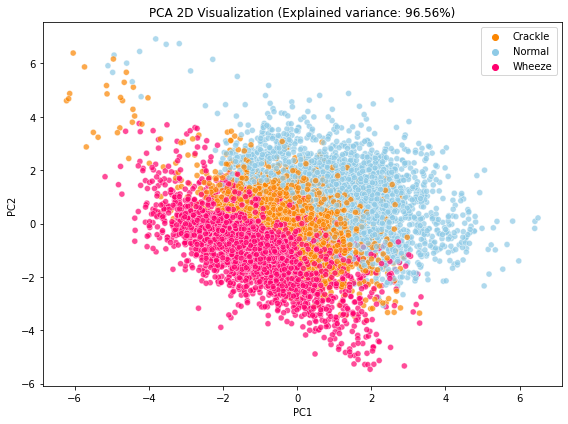 PCA 2D Visualization (Explained variance: 96.56%)
Crackle
Normal
Wheeze
PC2
6
4
2
0
−2
−4
−6
−6 −4 −2 0 2 4 6
PC1